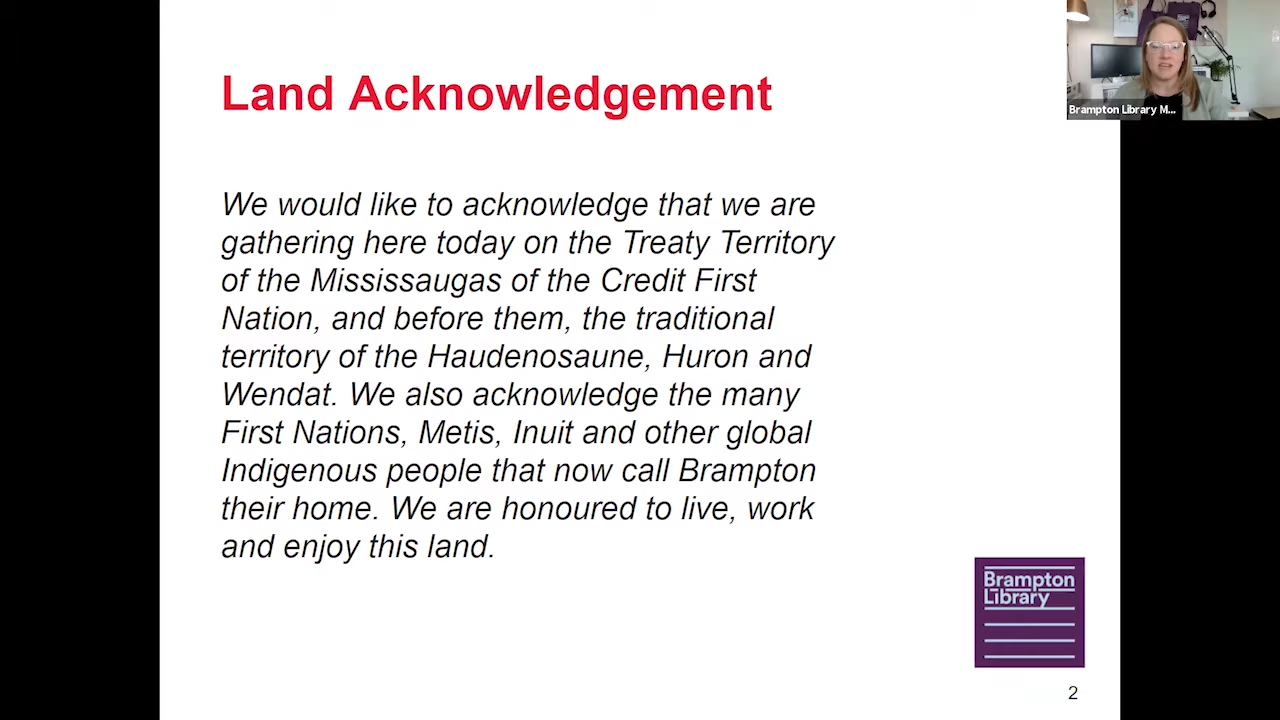 Land Acknowledgement
We would like to acknowledge that we are
gathering here today on the Treaty Territory
of the Mississaugas of the Credit First
Nation, and before them, the traditional
territory of the Haudenosaune, Huron and
Wendat. We also acknowledge the many
First Nations, Metis, Inuit and other global
Indigenous people that now call Brampton
their home. We are honoured to live, work
and enjoy this land.
Brampton Library M...
Brampton
Library
2